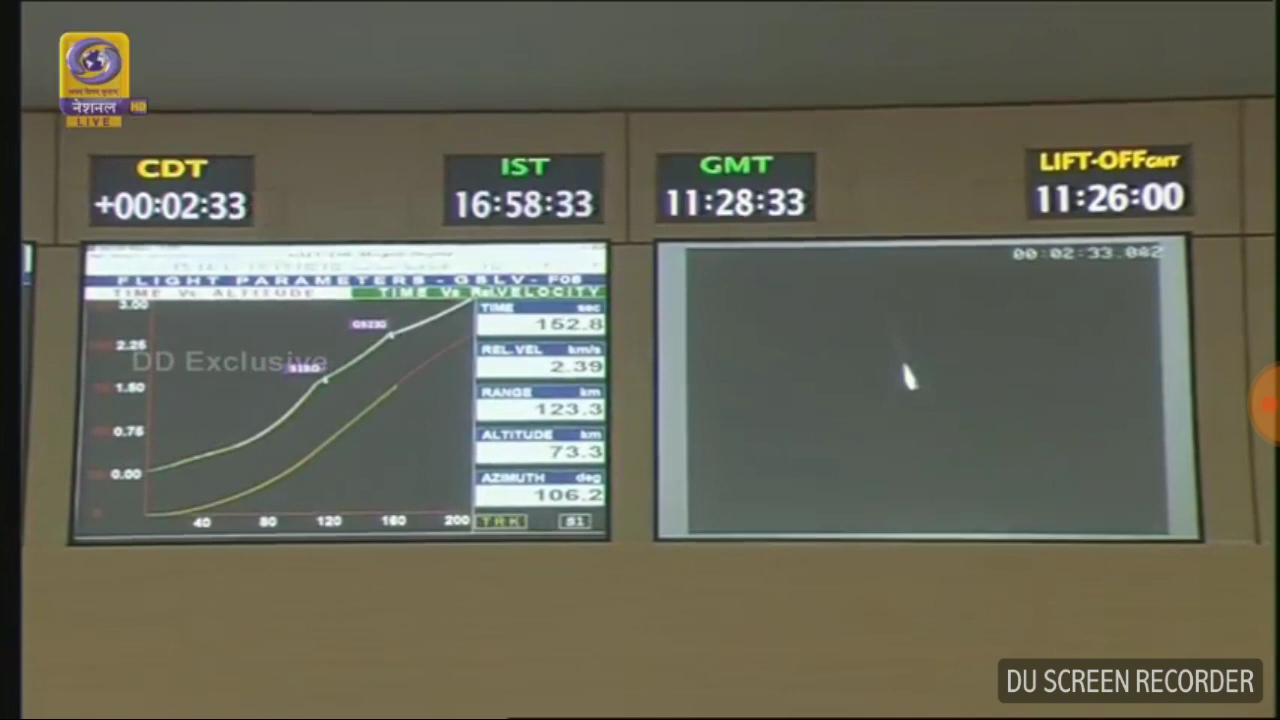 नेशनल HD
LIVE
CDT
+00:02:33
IST
16:58:33
GMT
11:28:33
LIFT-OFF GMT
11:26:00
00:02:33.042
FLIGHT PARAMETERS - GSLV - F08
TIME Vs ALTITUDE
TIME Vs Rel.VELOCITY
3.00
2.25
1.50
0.75
0.00
40 80 120 160 200
DD Exclusive
TIME sec
152.8
REL.VEL km/s
2.39
RANGE km
123.3
ALTITUDE km
73.3
AZIMUTH deg
106.2
TRK S1
DU SCREEN RECORDER